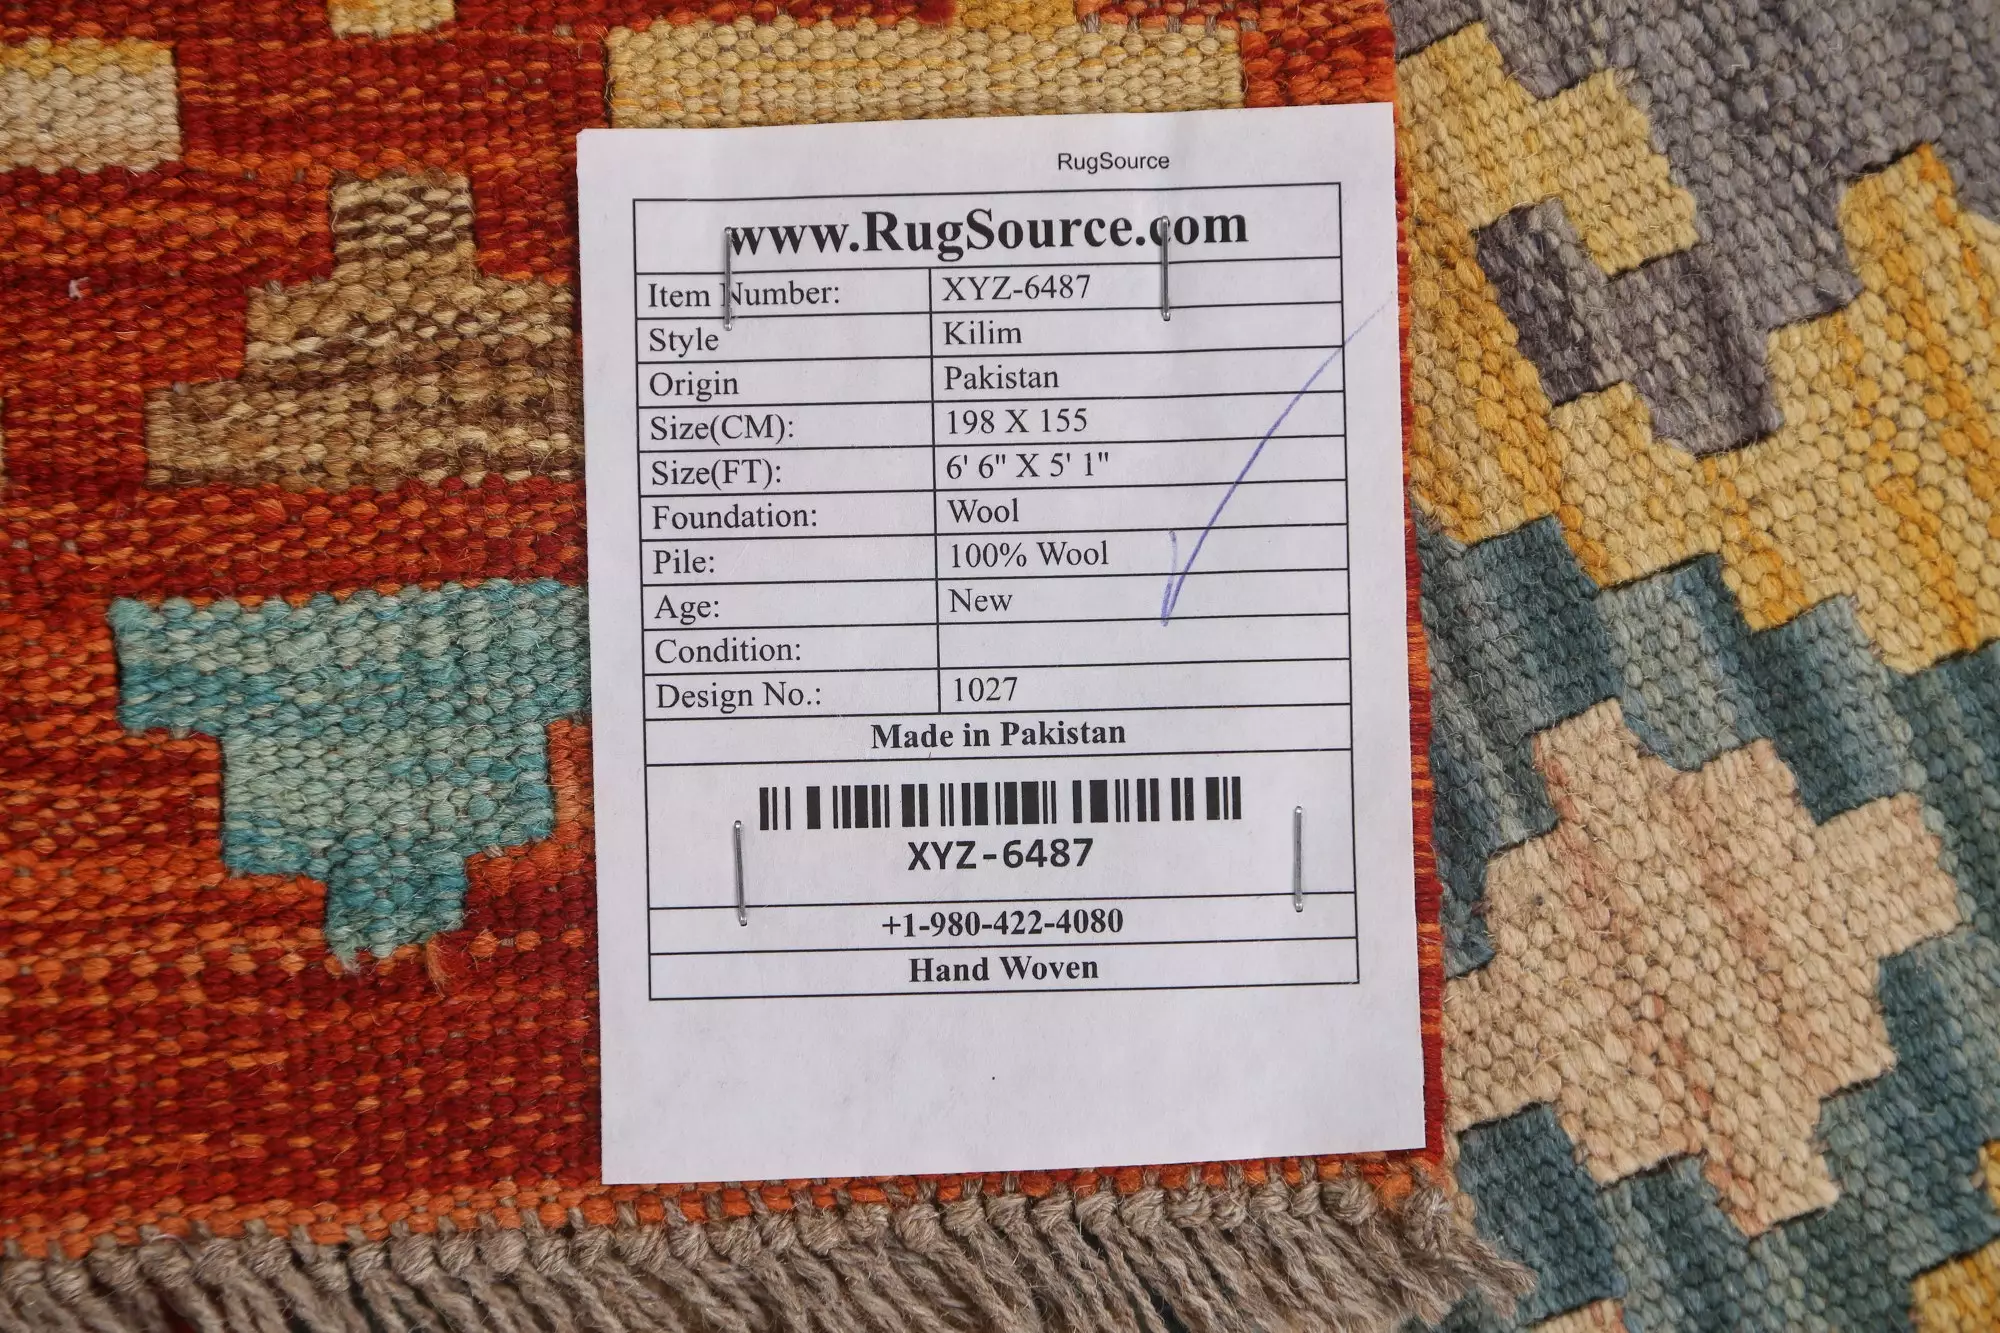 RugSource
www.RugSource.com
Item Number: XYZ-6487
Style Kilim
Origin Pakistan
Size(CM): 198 X 155
Size(FT): 6' 6" X 5' 1"
Foundation: Wool
Pile: 100% Wool
Age: New
Condition:
Design No.: 1027
Made in Pakistan
XYZ-6487
+1-980-422-4080
Hand Woven